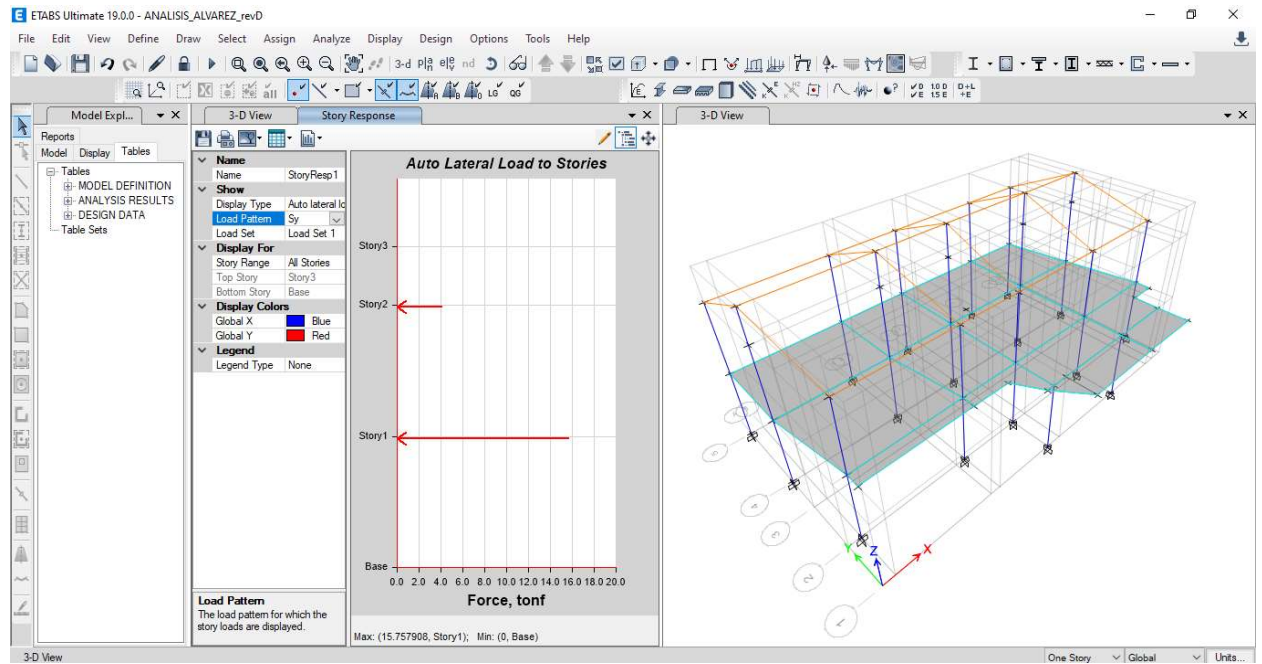 ETABS Ultimate 19.0.0 - ANALISIS_ALVAREZ_revD
File Edit View Define Draw Select Assign Analyze Display Design Options Tools Help
3-d
nd
all
Model Expl...
Reports
Model Display Tables
Tables
MODEL DEFINITION
ANALYSIS RESULTS
DESIGN DATA
Table Sets
3-D View Story Response
Name
Name StoryResp1
Show
Display Type Auto lateral lo
Load Pattern Sy
Load Set Load Set 1
Display For
Story Range All Stories
Top Story Story3
Bottom Story Base
Display Colors
Global X Blue
Global Y Red
Legend
Legend Type None
Load Pattern
The load pattern for which the
story loads are displayed.
Auto Lateral Load to Stories
Story3
Story2
Story1
Base
0.0 2.0 4.0 6.0 8.0 10.0 12.0 14.0 16.0 18.0 20.0
Force, tonf
Max: (15.757908, Story1); Min: (0, Base)
3-D View
Y Z X
3-D View
One Story Global Units...